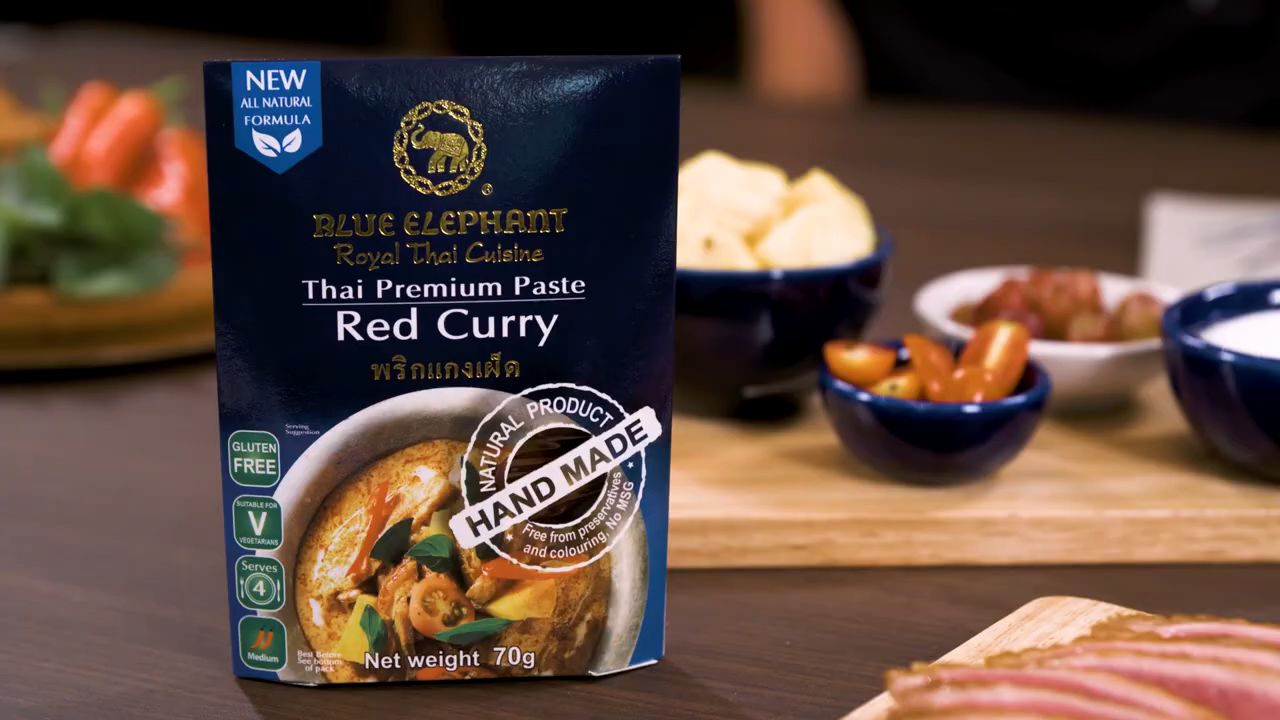 NEW
ALL NATURAL
FORMULA
®
BLUE ELEPHANT
Royal Thai Cuisine
Thai Premium Paste
Red Curry
พริกแกงเผ็ด
Serving
Suggestion
NATURAL PRODUCT
HAND MADE
Free from preservatives
and colouring, No MSG
GLUTEN
FREE
SUITABLE FOR
V
VEGETARIANS
Serves
4
Medium
Best Before
See bottom
of pack
Net weight 70g